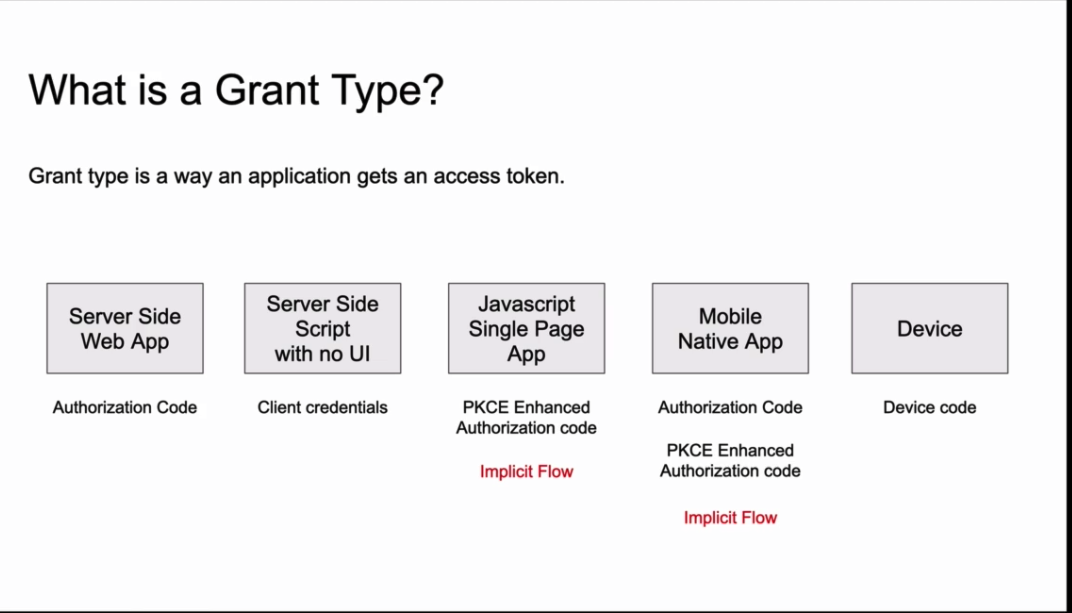 What is a Grant Type?
Grant type is a way an application gets an access token.
Server Side
Web App
Authorization Code
Server Side
Script
with no UI
Client credentials
Javascript
Single Page
App
PKCE Enhanced
Authorization code
Implicit Flow
Mobile
Native App
Authorization Code
PKCE Enhanced
Authorization code
Implicit Flow
Device
Device code